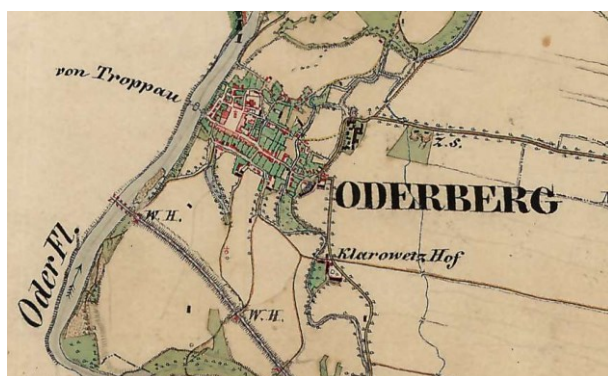 von Troppau
Z.S.
ODERBERG
W.H.
Oder Fl.
Klarowetz Hof
W.H.